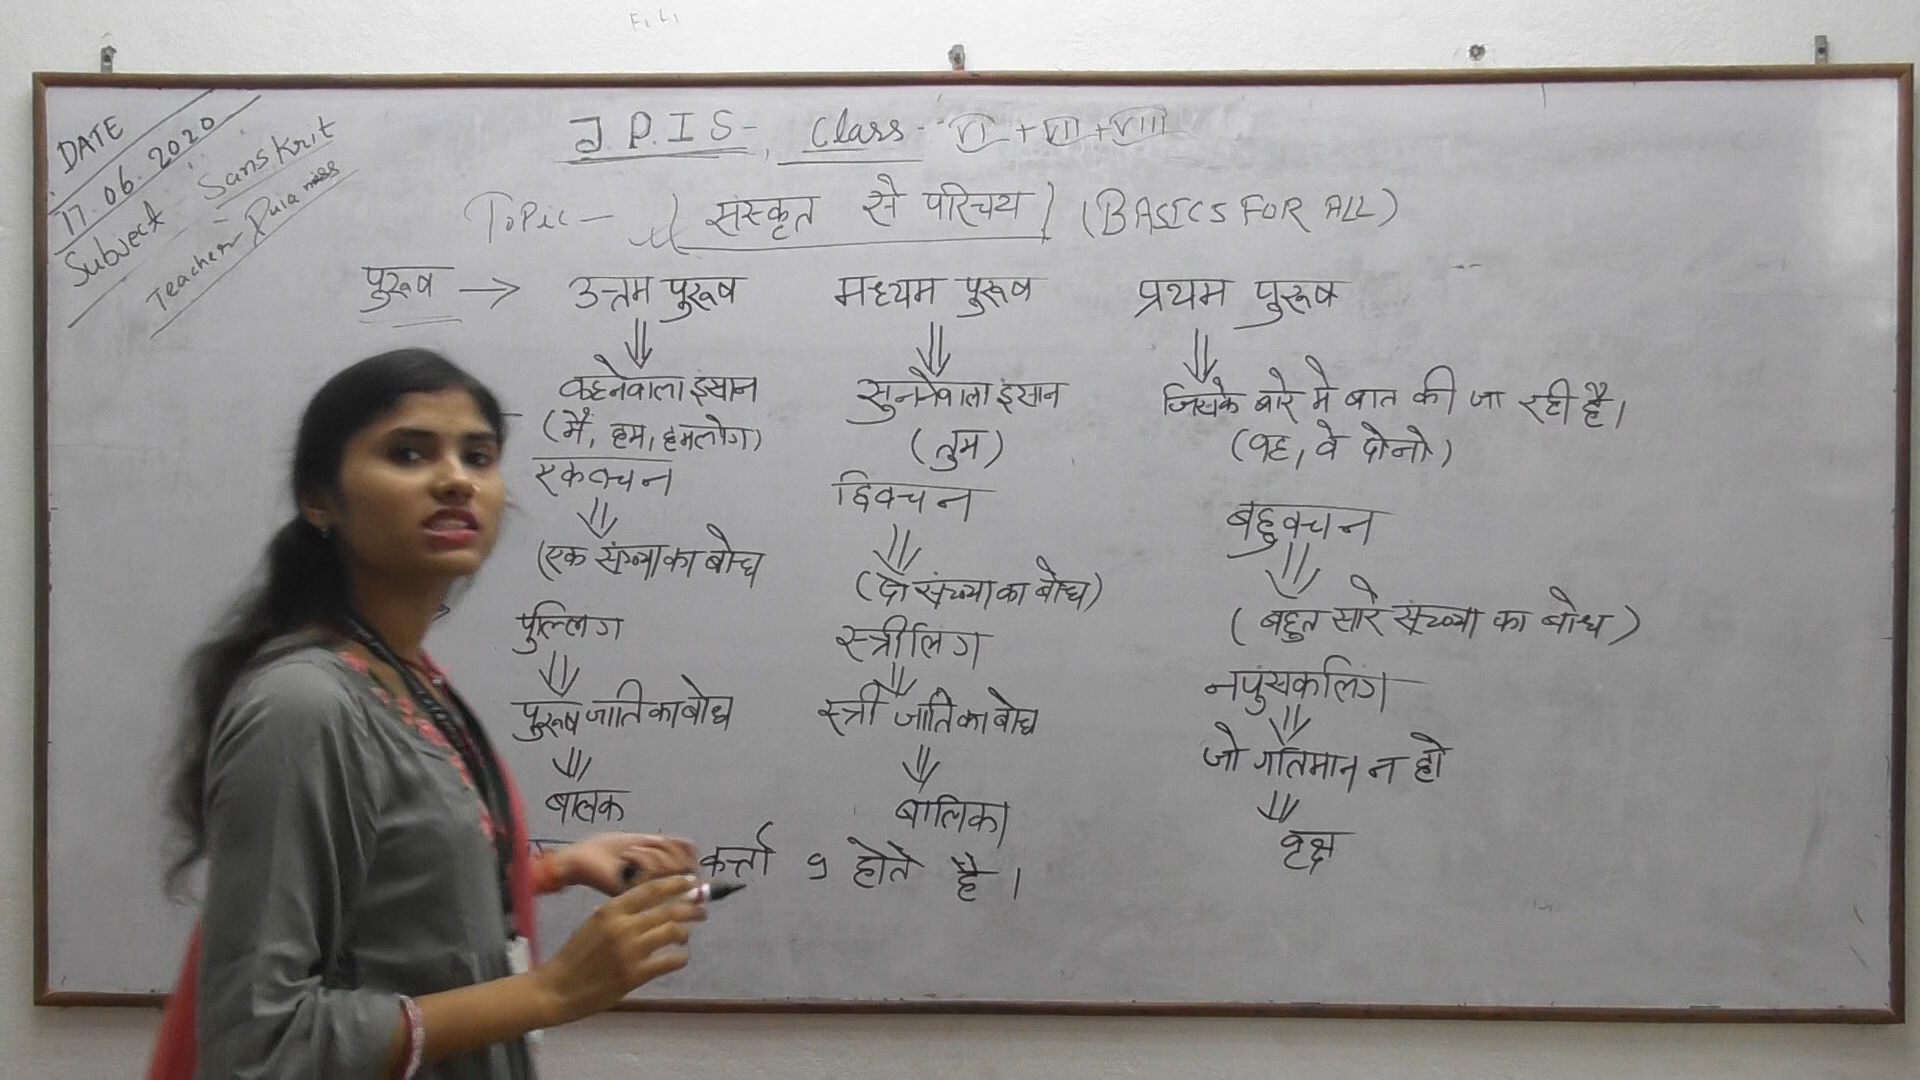 DATE
17.06.2020
Subject - Sanskrit
Teacher - Puja miss
J.P.I.S-, Class - VI + VII + VIII
Topic - (संस्कृत से परिचय) (BASICS FOR ALL)
पुरूष → उत्तम पुरूष मध्यम पुरूष प्रथम पुरूष
कहनेवाला इंसान सुननेवाला इंसान जिसके बारे मे बात की जा रही है।
(मैं, हम, हमलोग) (तुम) (वह, वे दोनो)
एकवचन द्विवचन बहुवचन
(एक संख्या का बोध (दो संख्या का बोध) (बहुत सारे संख्या का बोध)
पुल्लिंग स्त्रीलिंग नपुंसकलिंग
पुरूष जाति का बोध स्त्री जाति का बोध जो गतिमान न हो
बालक बालिका वृक्ष
कर्त्ता 9 होते है।